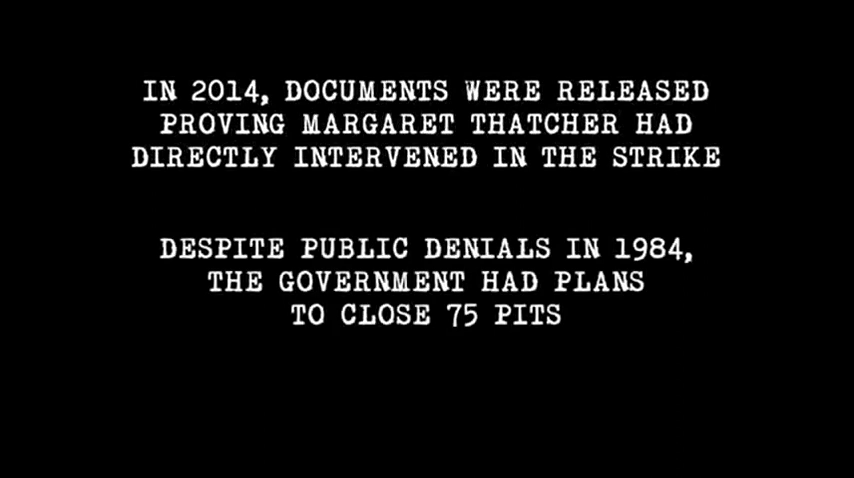 IN 2014, DOCUMENTS WERE RELEASED
PROVING MARGARET THATCHER HAD
DIRECTLY INTERVENED IN THE STRIKE
DESPITE PUBLIC DENIALS IN 1984,
THE GOVERNMENT HAD PLANS
TO CLOSE 75 PITS